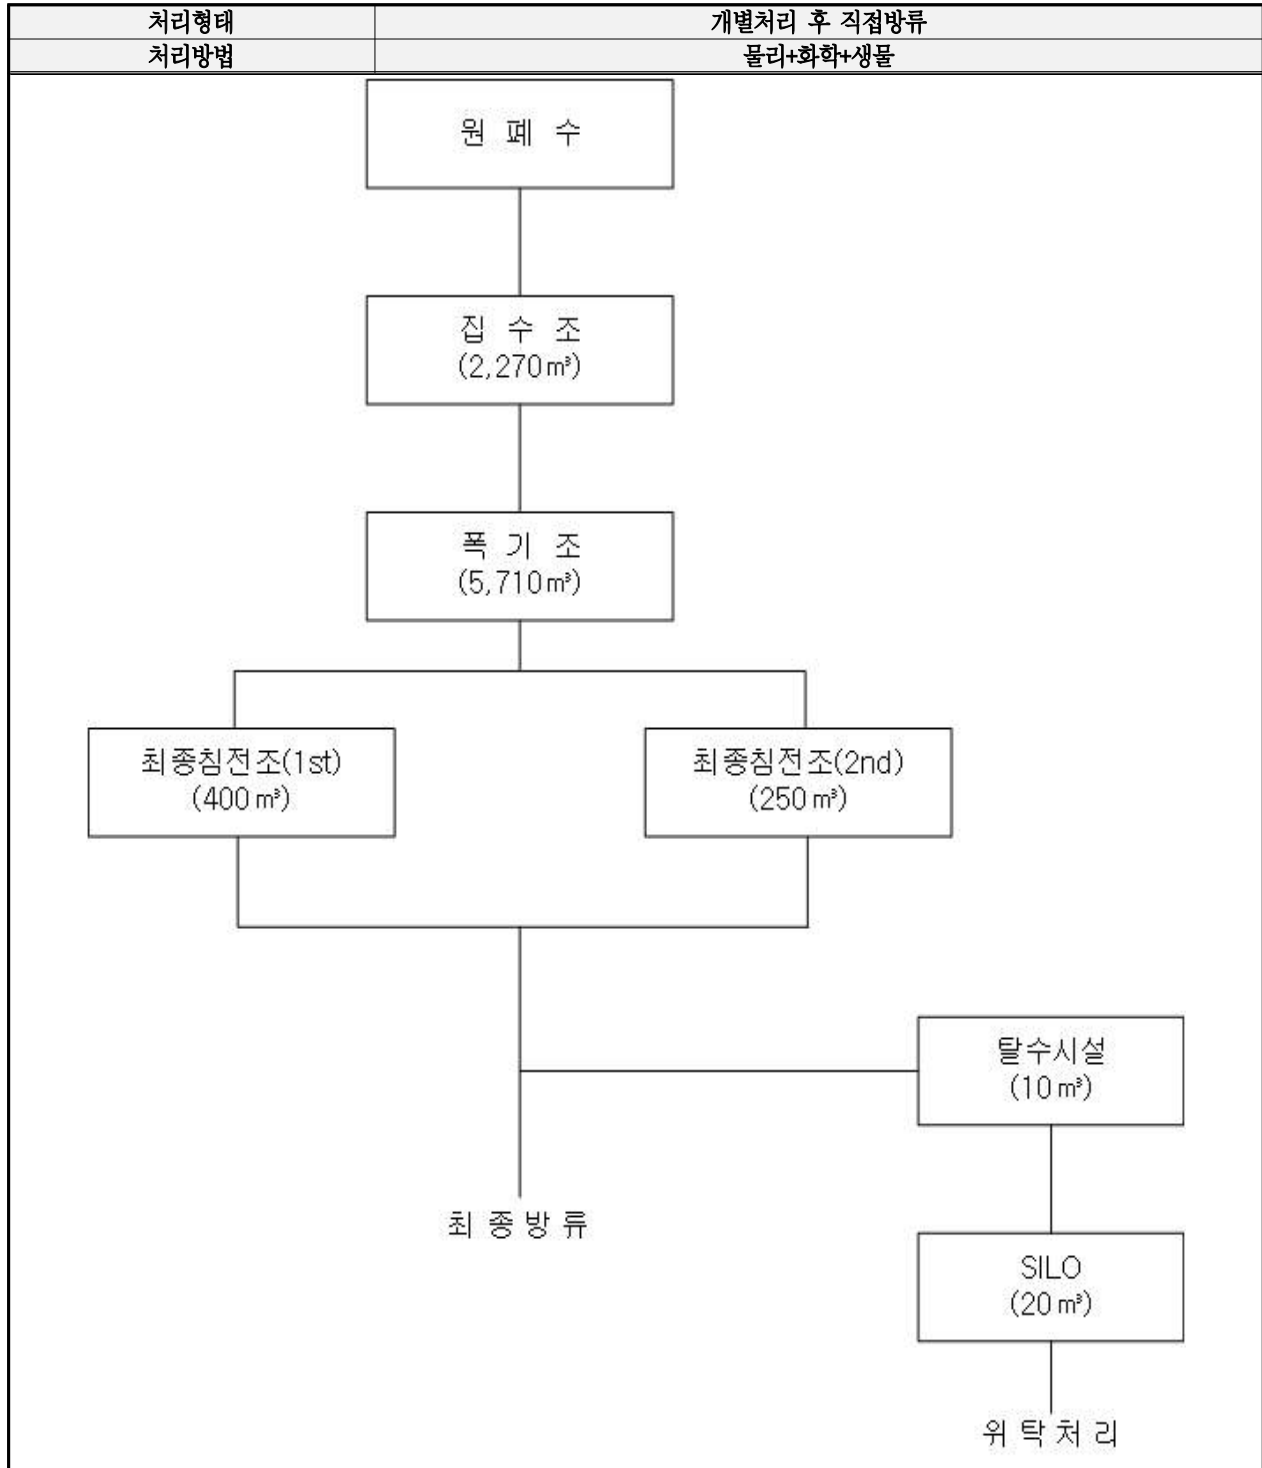 처리형태 개별처리 후 직접방류
처리방법 물리+화학+생물
원 폐 수
집 수 조
(2,270㎥)
폭 기 조
(5,710㎥)
최종침전조(1st) 최종침전조(2nd)
(400㎥) (250㎥)
탈수시설
(10㎥)
최 종 방 류
SILO
(20㎥)
위 탁 처 리